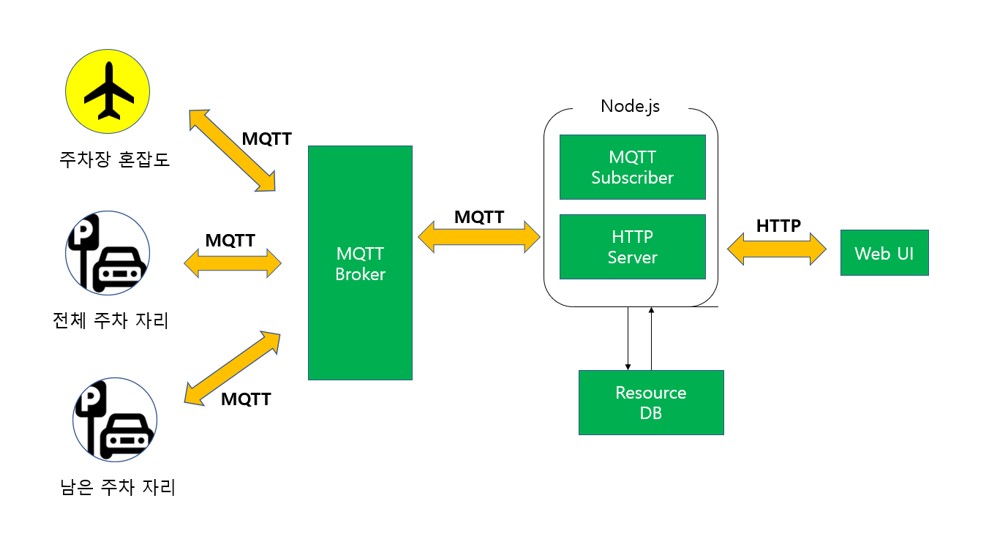 Node.js
MQTT
주차장 혼잡도
MQTT
Subscriber
P
MQTT
전체 주차 자리
MQTT
Broker
MQTT
HTTP
Server
HTTP
Web UI
P
MQTT
남은 주차 자리
Resource
DB